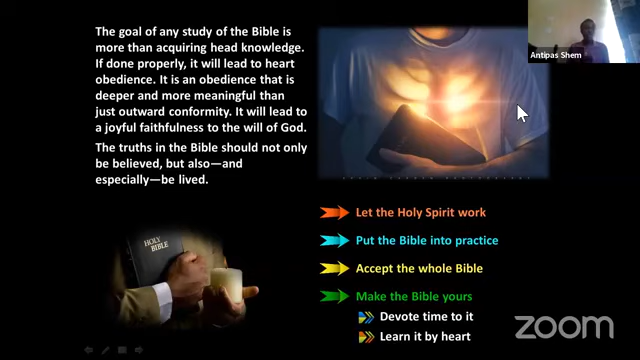 The goal of any study of the Bible is
more than acquiring head knowledge.
If done properly, it will lead to heart
obedience. It is an obedience that is
deeper and more meaningful than
just outward conformity. It will lead to
a joyful faithfulness to the will of God.
The truths in the Bible should not only
be believed, but also—and
especially—be lived.
Antipas Shem
HOLY
BIBLE
Let the Holy Spirit work
Put the Bible into practice
Accept the whole Bible
Make the Bible yours
Devote time to it
Learn it by heart
zoom